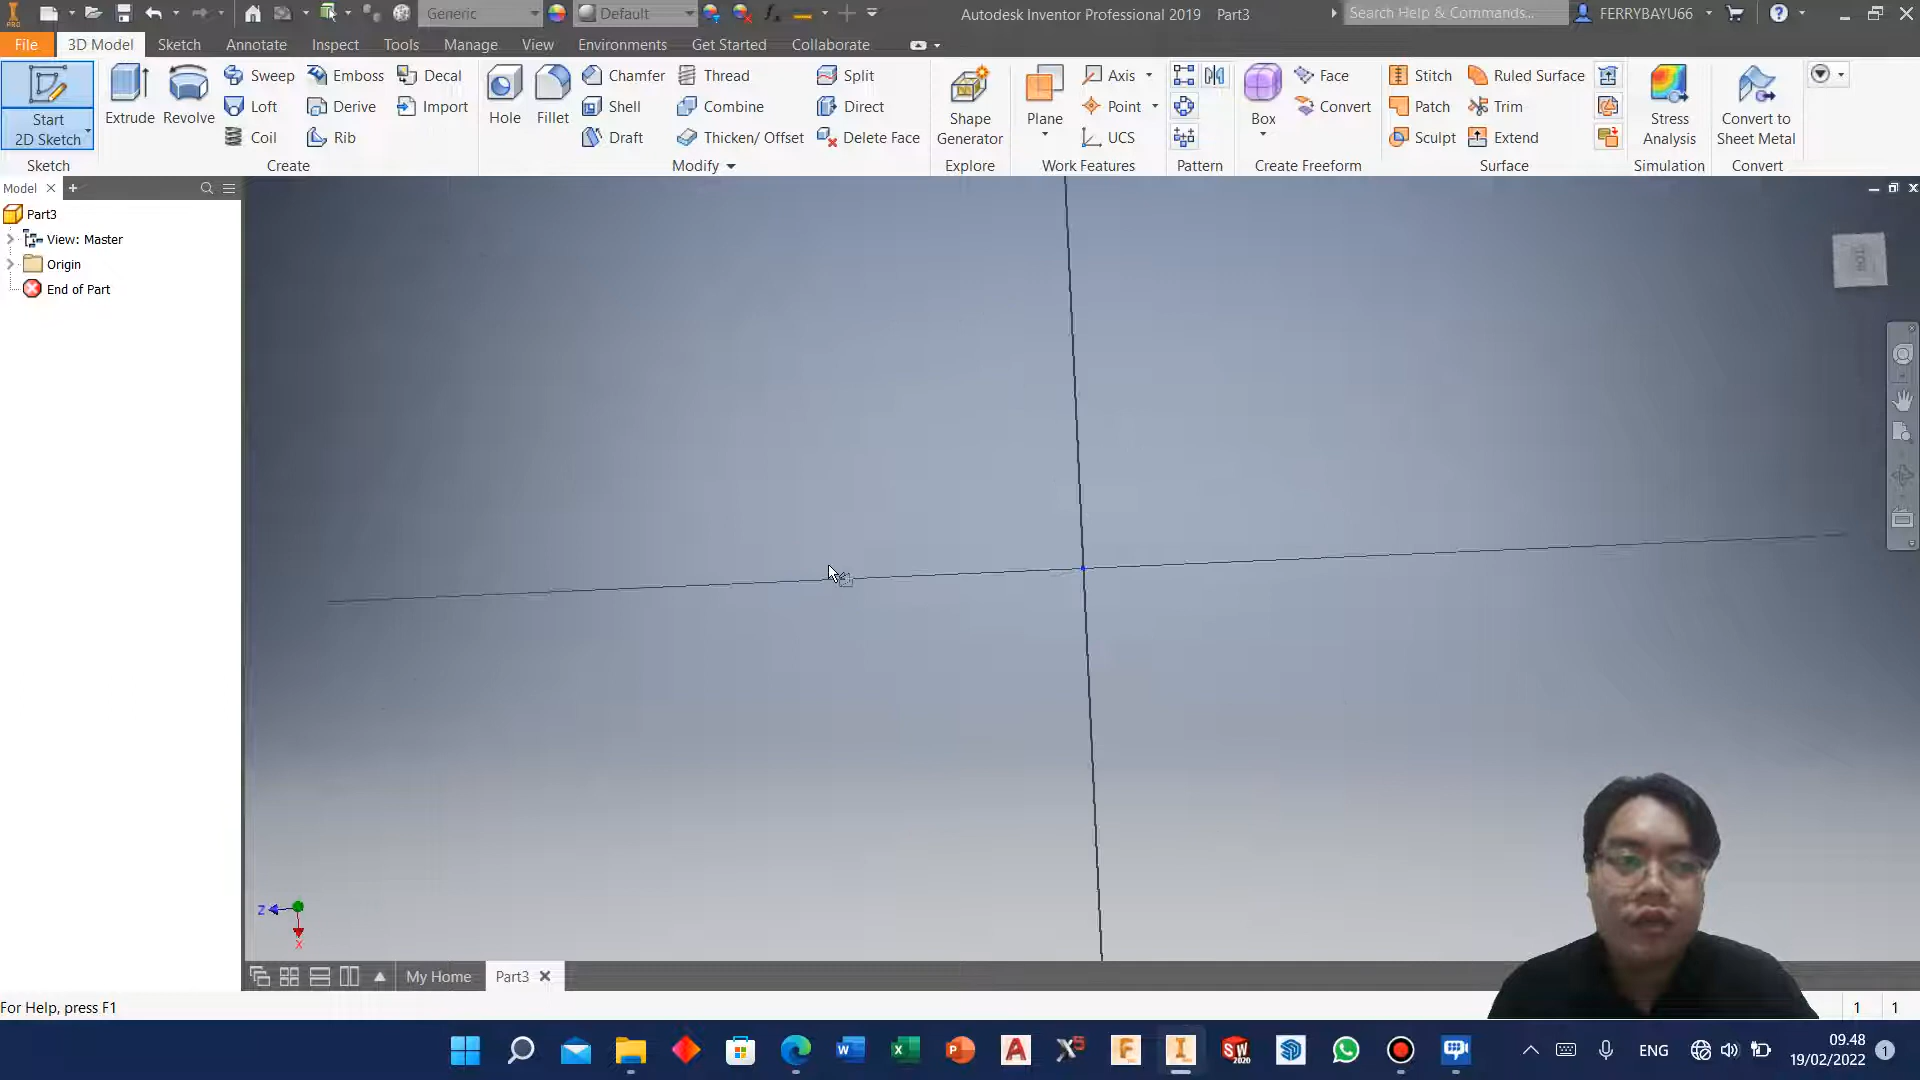 Generic
Default
Autodesk Inventor Professional 2019 Part3
Search Help & Commands...
FERRYBAYU66
File
3D Model
Sketch
Annotate
Inspect
Tools
Manage
View
Environments
Get Started
Collaborate
Start
2D Sketch
Extrude
Revolve
Sweep
Loft
Coil
Emboss
Derive
Rib
Decal
Import
Hole
Fillet
Chamfer
Shell
Draft
Thread
Combine
Thicken/ Offset
Split
Direct
Delete Face
Shape
Generator
Plane
Axis
Point
UCS
Box
Face
Convert
Stitch
Patch
Sculpt
Ruled Surface
Trim
Extend
Stress
Analysis
Convert to
Sheet Metal
Sketch
Create
Modify
Explore
Work Features
Pattern
Create Freeform
Surface
Simulation
Convert
Model
Part3
View: Master
Origin
End of Part
TOP
Z
X
My Home
Part3
For Help, press F1
1
1
ENG
09.48
19/02/2022
1